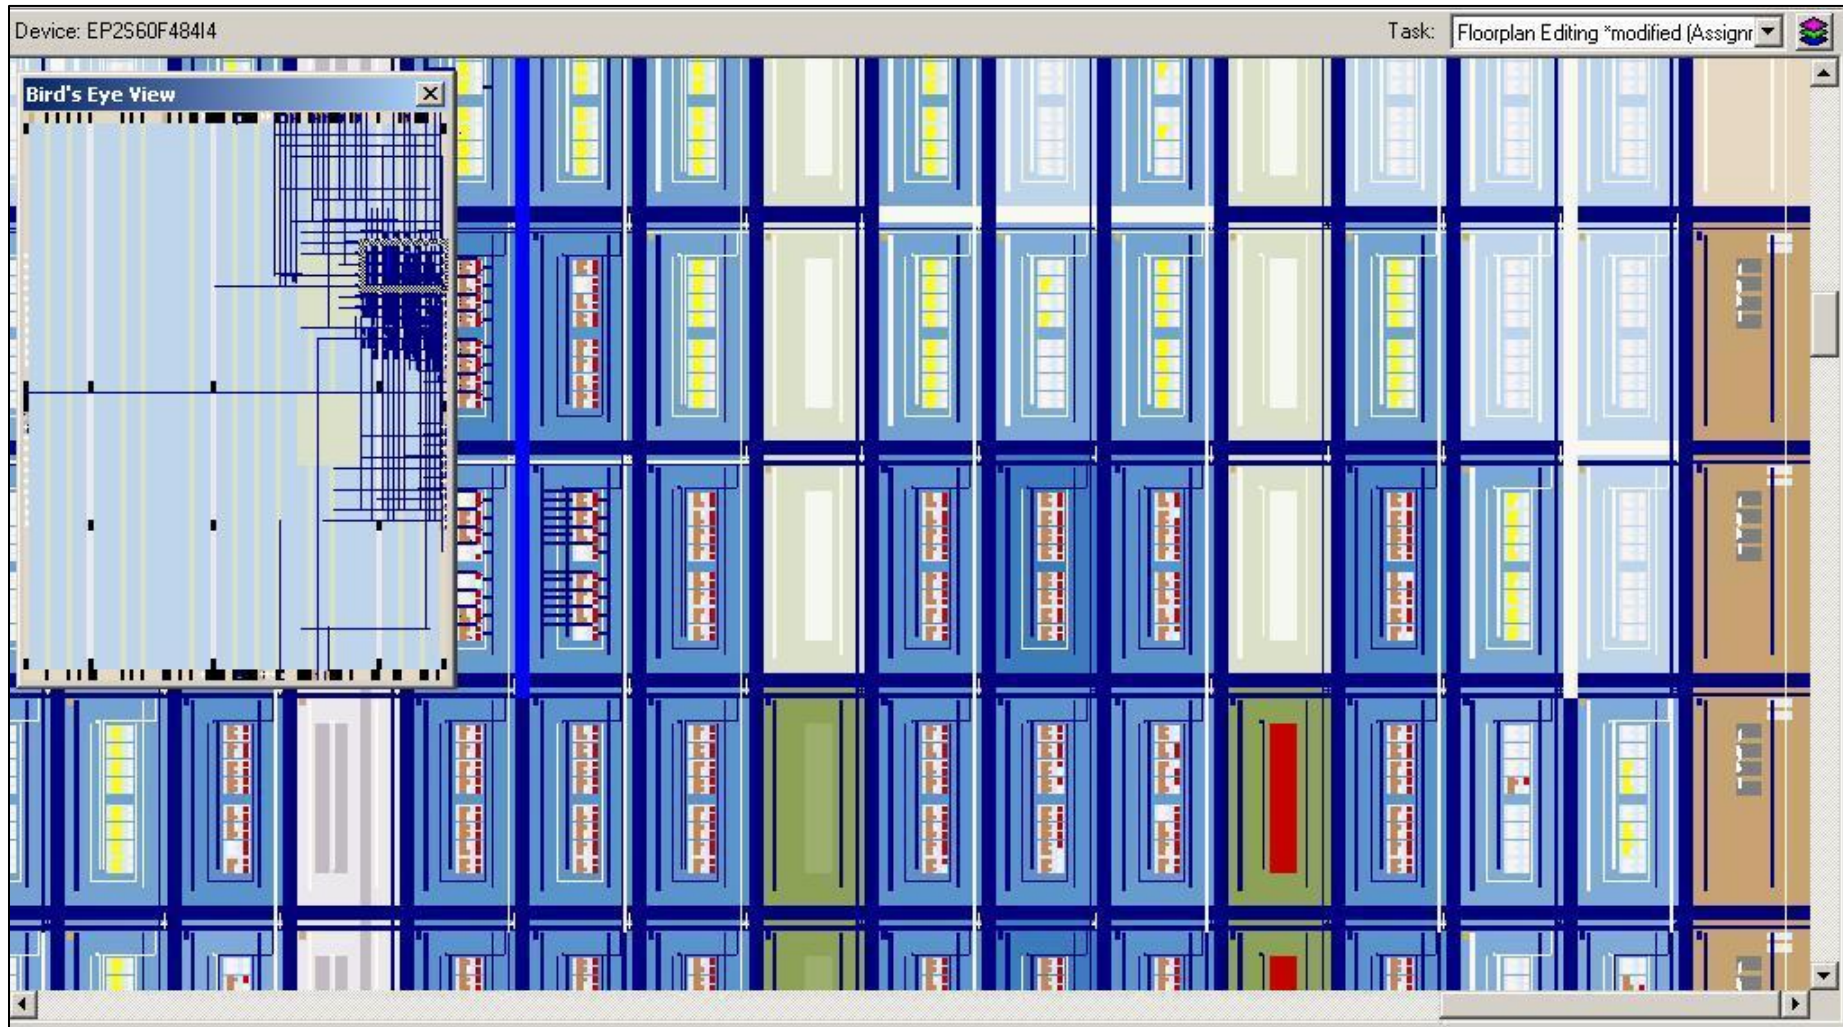 Device: EP2S60F484I4
Task:
Floorplan Editing *modified (Assignr
Bird's Eye View